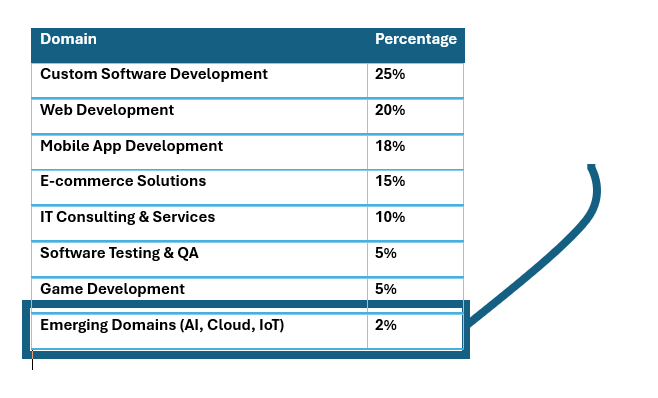 Domain Percentage
Custom Software Development 25%
Web Development 20%
Mobile App Development 18%
E-commerce Solutions 15%
IT Consulting & Services 10%
Software Testing & QA 5%
Game Development 5%
Emerging Domains (AI, Cloud, IoT) 2%